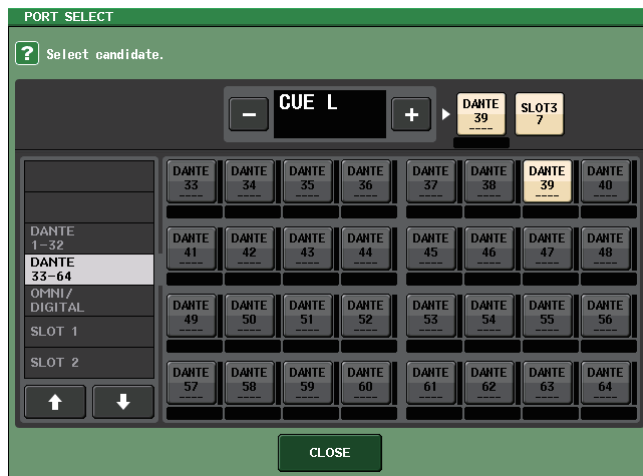 PORT SELECT
? Select candidate.
− CUE L + DANTE 39 ---- SLOT3 7
DANTE 33 ---- DANTE 34 ---- DANTE 35 ---- DANTE 36 ---- DANTE 37 ---- DANTE 38 ---- DANTE 39 ---- DANTE 40 ----
DANTE 41 ---- DANTE 42 ---- DANTE 43 ---- DANTE 44 ---- DANTE 45 ---- DANTE 46 ---- DANTE 47 ---- DANTE 48 ----
DANTE 49 ---- DANTE 50 ---- DANTE 51 ---- DANTE 52 ---- DANTE 53 ---- DANTE 54 ---- DANTE 55 ---- DANTE 56 ----
DANTE 57 ---- DANTE 58 ---- DANTE 59 ---- DANTE 60 ---- DANTE 61 ---- DANTE 62 ---- DANTE 63 ---- DANTE 64 ----
DANTE
1-32
DANTE
33-64
OMNI/
DIGITAL
SLOT 1
SLOT 2
CLOSE